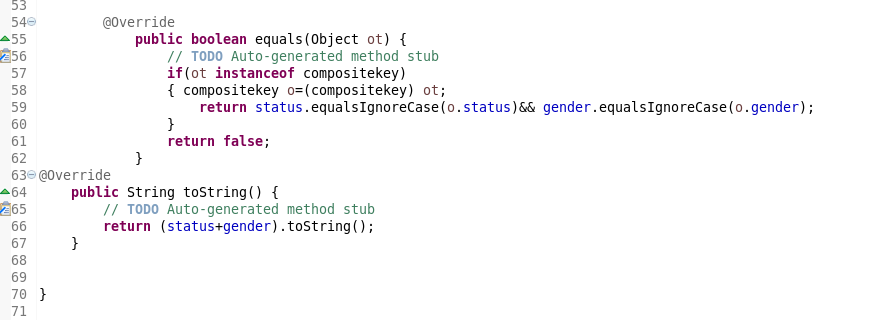 53
54 @Override
55 public boolean equals(Object ot) {
56 // TODO Auto-generated method stub
57 if(ot instanceof compositekey)
58 { compositekey o=(compositekey) ot;
59 return status.equalsIgnoreCase(o.status)&& gender.equalsIgnoreCase(o.gender);
60 }
61 return false;
62 }
63 @Override
64 public String toString() {
65 // TODO Auto-generated method stub
66 return (status+gender).toString();
67 }
68
69
70 }
71